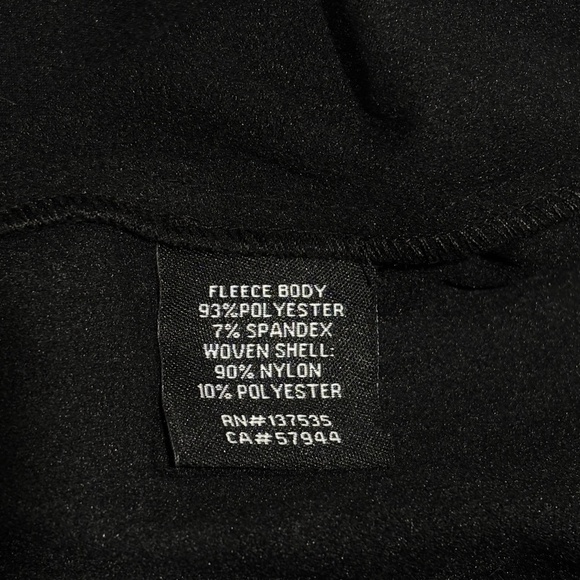 FLEECE BODY
93%POLYESTER
7% SPANDEX
WOVEN SHELL:
90% NYLON
10% POLYESTER
RN#137535
CA#57944